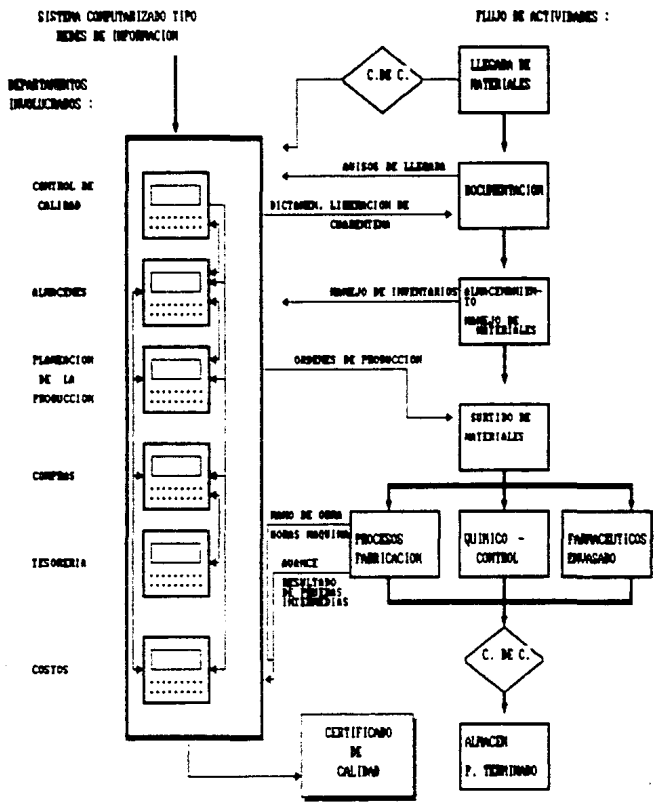 SISTEMA COMPUTARIZADO TIPO
REDES DE INFORMACION
FLUJO DE ACTIVIDADES :
DEPARTAMENTOS
INVOLUCRADOS :
C. DE C.
LLEGADA DE
MATERIALES
AVISOS DE LLEGADA
DOCUMENTACION
CONTROL DE
CALIDAD
DICTAMEN. LIBERACION DE
CUARENTENA
ALMACENES
MANEJO DE INVENTARIOS
ALMACENAMIEN-
TO
MANEJO DE
MATERIALES
PLANEACION
DE LA
PRODUCCION
ORDENES DE PRODUCCION
SURTIDO DE
MATERIALES
COMPRAS
MANO DE OBRA
HORAS MAQUINA
PROCESOS
FABRICACION
QUIMICO -
CONTROL
FARMACEUTICOS
ENVASADO
TESORERIA
AVANCE
RESULTADO
DE PRUEBAS
INTERMEDIAS
COSTOS
C. DE C.
CERTIFICADO
DE
CALIDAD
ALMACEN
P. TERMINADO